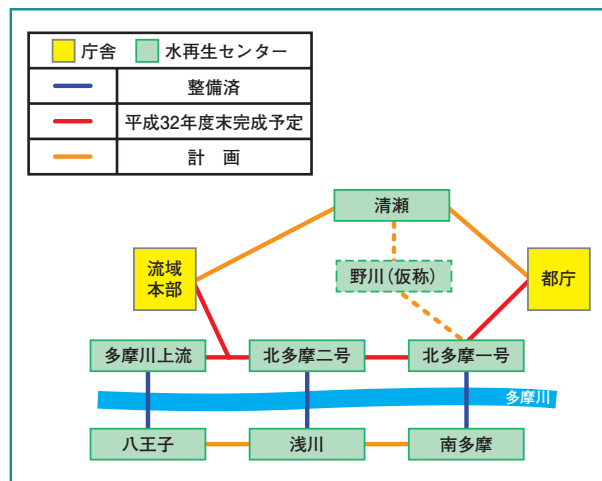 庁舎 水再生センター
整備済
平成32年度末完成予定
計 画
清瀬
流域
本部
野川(仮称)
都庁
多摩川上流 北多摩二号 北多摩一号
多摩川
八王子 浅川 南多摩